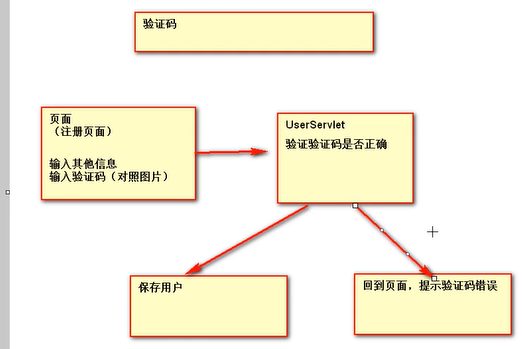 验证码
页面
（注册页面）
输入其他信息
输入验证码（对照图片）
UserServlet
验证验证码是否正确
保存用户
回到页面，提示验证码错误